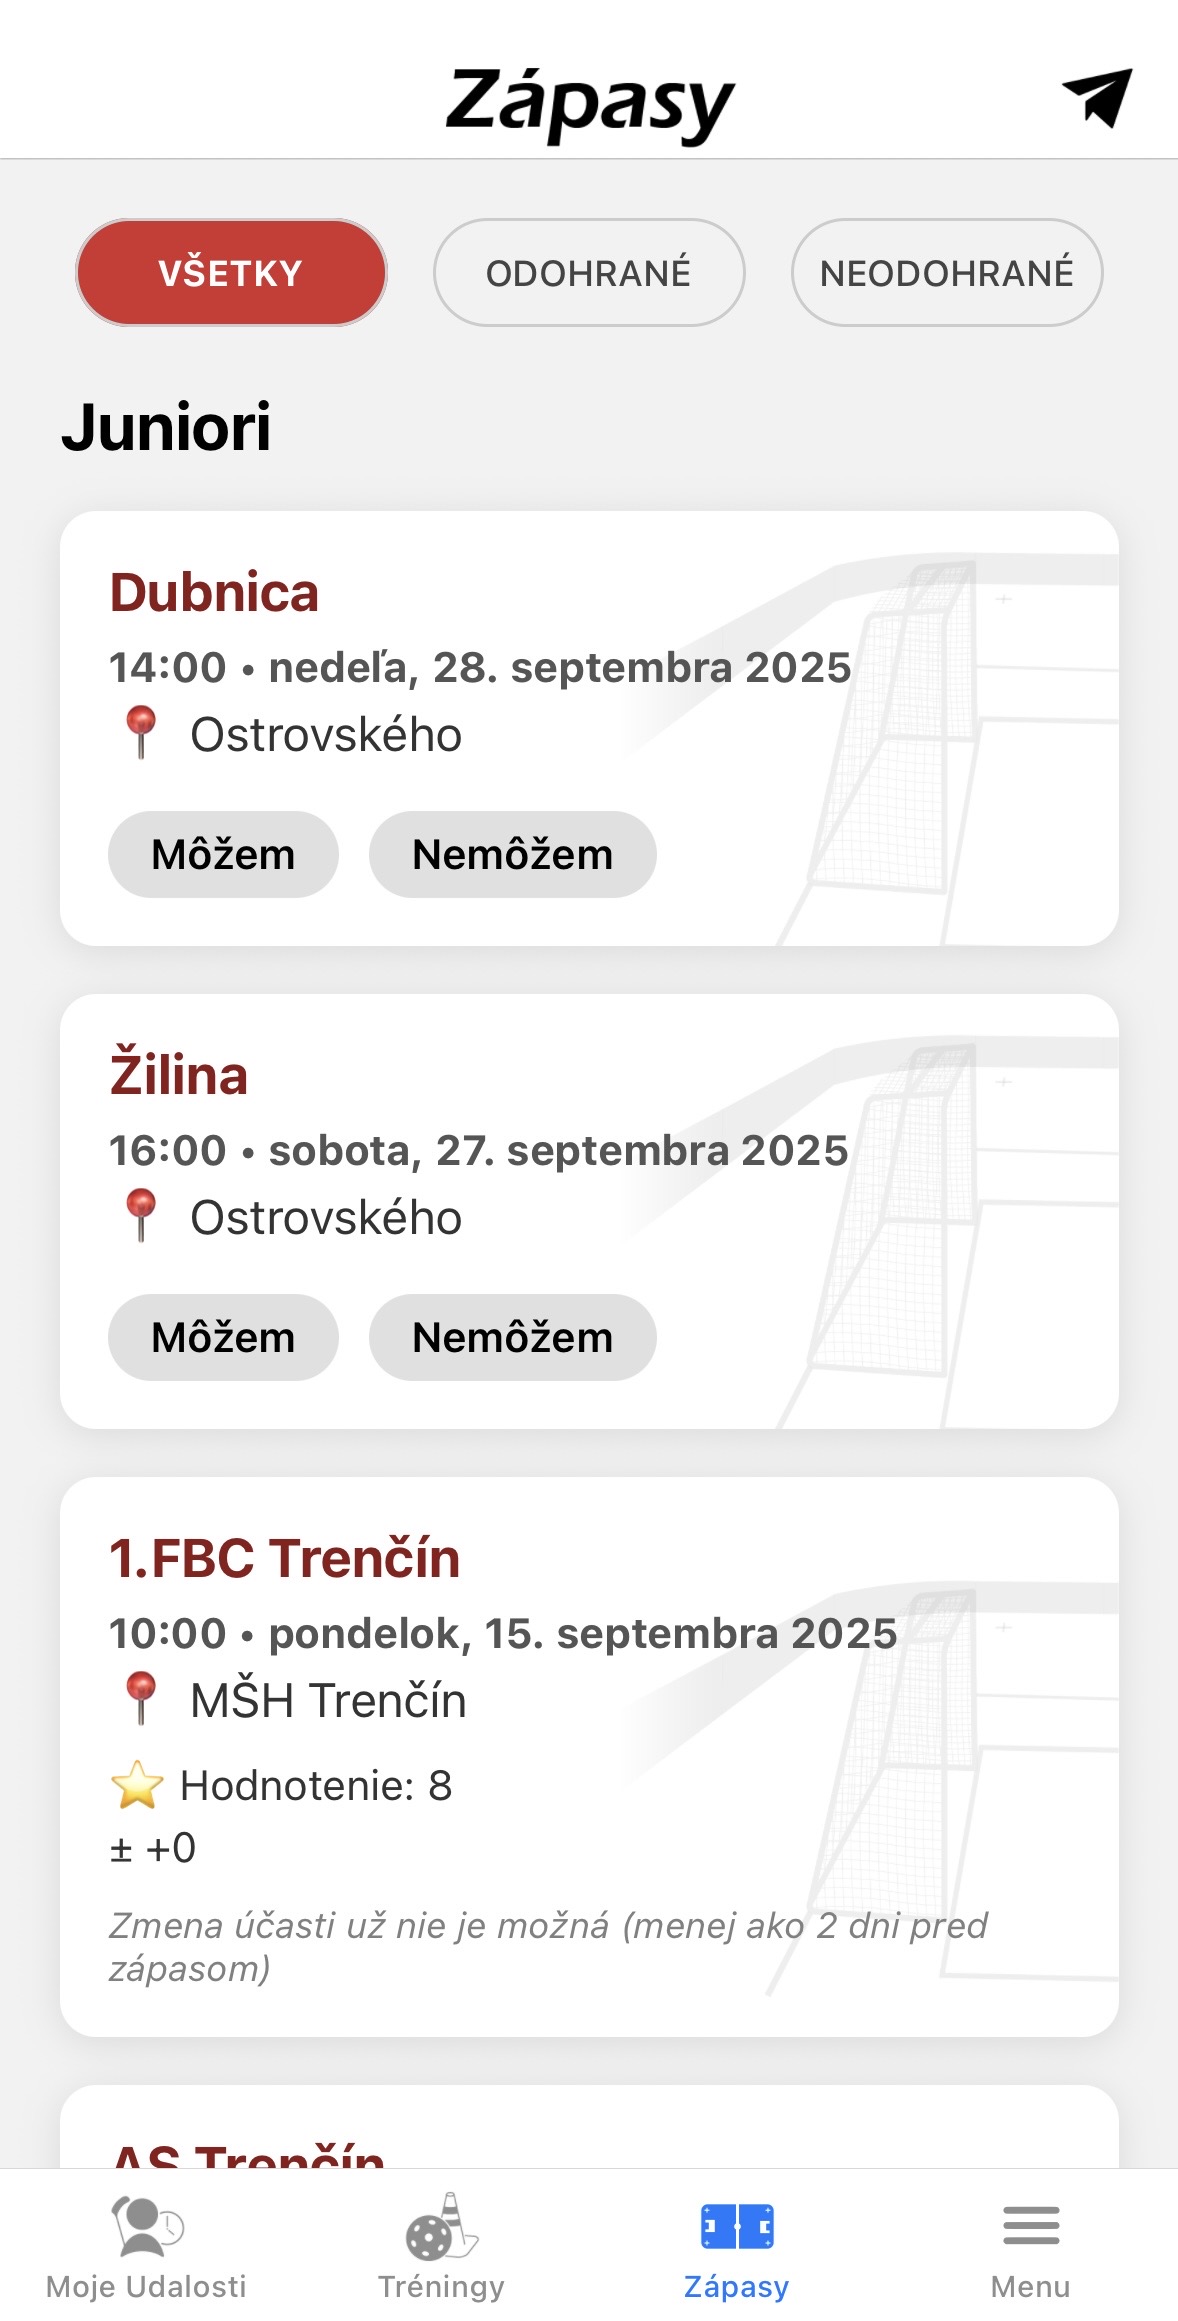 Zápasy
VŠETKY
ODOHRANÉ
NEODOHRANÉ
Juniori
Dubnica
14:00 • nedeľa, 28. septembra 2025
Ostrovského
Môžem
Nemôžem
Žilina
16:00 • sobota, 27. septembra 2025
Ostrovského
Môžem
Nemôžem
1.FBC Trenčín
10:00 • pondelok, 15. septembra 2025
MŠH Trenčín
Hodnotenie: 8
± +0
Zmena účasti už nie je možná (menej ako 2 dni pred
zápasom)
AS Trenčín
Moje Udalosti
Tréningy
Zápasy
Menu